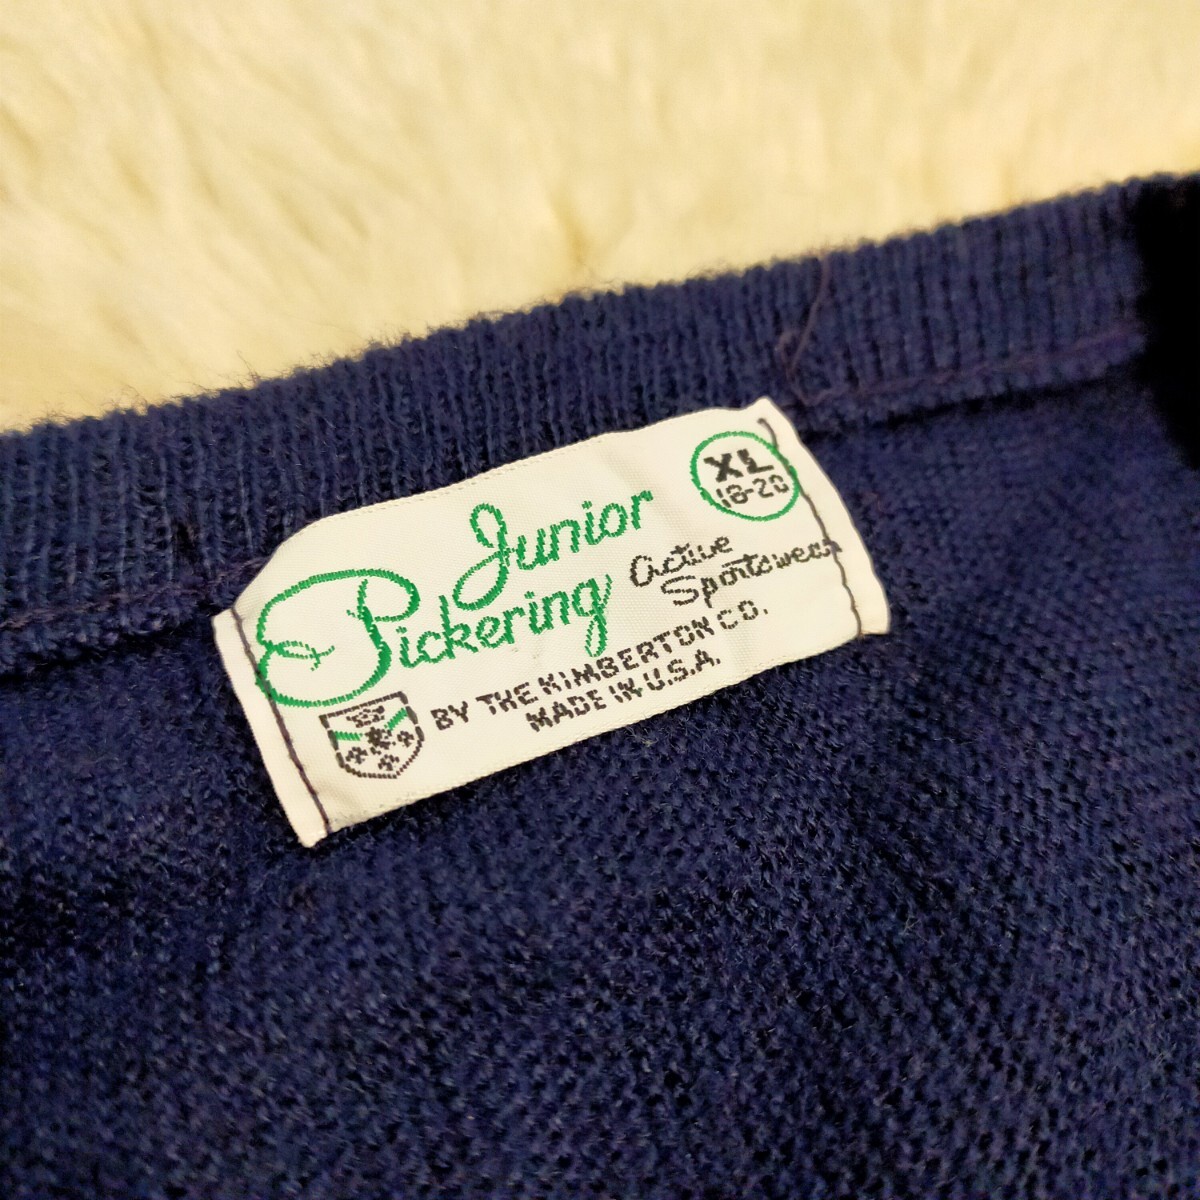 XL
18-20
Junior
Pickering
Active
Sportswear
BY THE KIMBERTON CO.
MADE IN U.S.A.